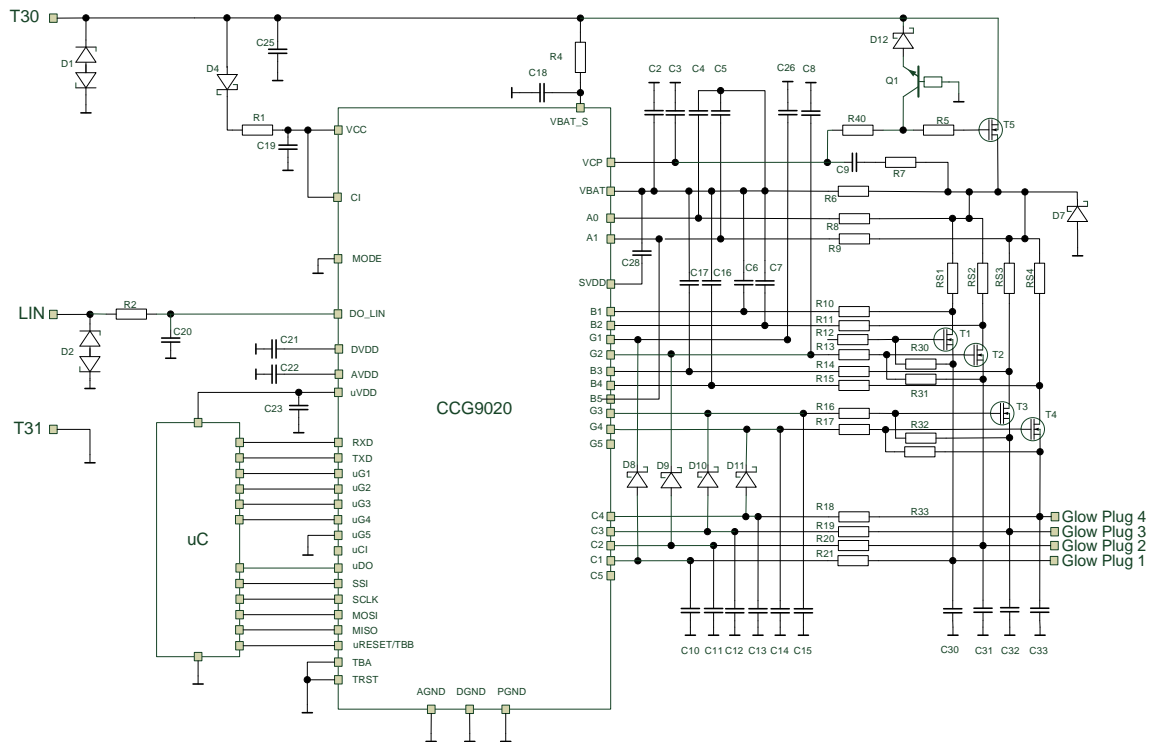 T30
D1
D4
C25
R4
C18
VBAT_S
R1
C19
VCC
CI
MODE
LIN
R2
C20
D2
DO_LIN
C21
DVDD
C22
AVDD
uVDD
C23
T31
CCG9020
uC
RXD
TXD
uG1
uG2
uG3
uG4
uG5
uCI
uDO
SSI
SCLK
MOSI
MISO
uRESET/TBB
TBA
TRST
AGND DGND PGND
C2 C3 C4 C5 C26 C8
D12
Q1
R40 R5 T5
VCP
C9 R7
VBAT
R6
A0
R8
D7
A1
R9
C28
C17 C16 C6 C7
RS1 RS2 RS3 RS4
SVDD
B1 R10
B2 R11
G1 R12 T1
G2 R13 R30 T2
B3 R14
B4 R15
R31
B5
G3 R16 T3
G4 R17 R32 T4
G5
D8 D9 D10 D11
C4 R18 R33 Glow Plug 4
C3 R19 Glow Plug 3
C2 R20 Glow Plug 2
C1 R21 Glow Plug 1
C5
C10 C11 C12 C13 C14 C15 C30 C31 C32 C33